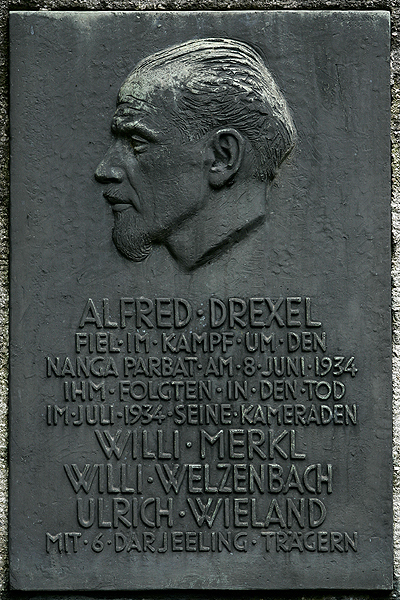 ALFRED·DREXEL
FIEL·IM·KAMPF·UM·DEN
NANGA PARBAT·AM·8·JUNI·1934
IHM·FOLGTEN·IN·DEN·TOD
IM·JULI·1934·SEINE·KAMERADEN
WILLI·MERKL
WILLI·WELZENBACH
ULRICH·WIELAND
MIT·6·DARJEELING·TRÄGERN